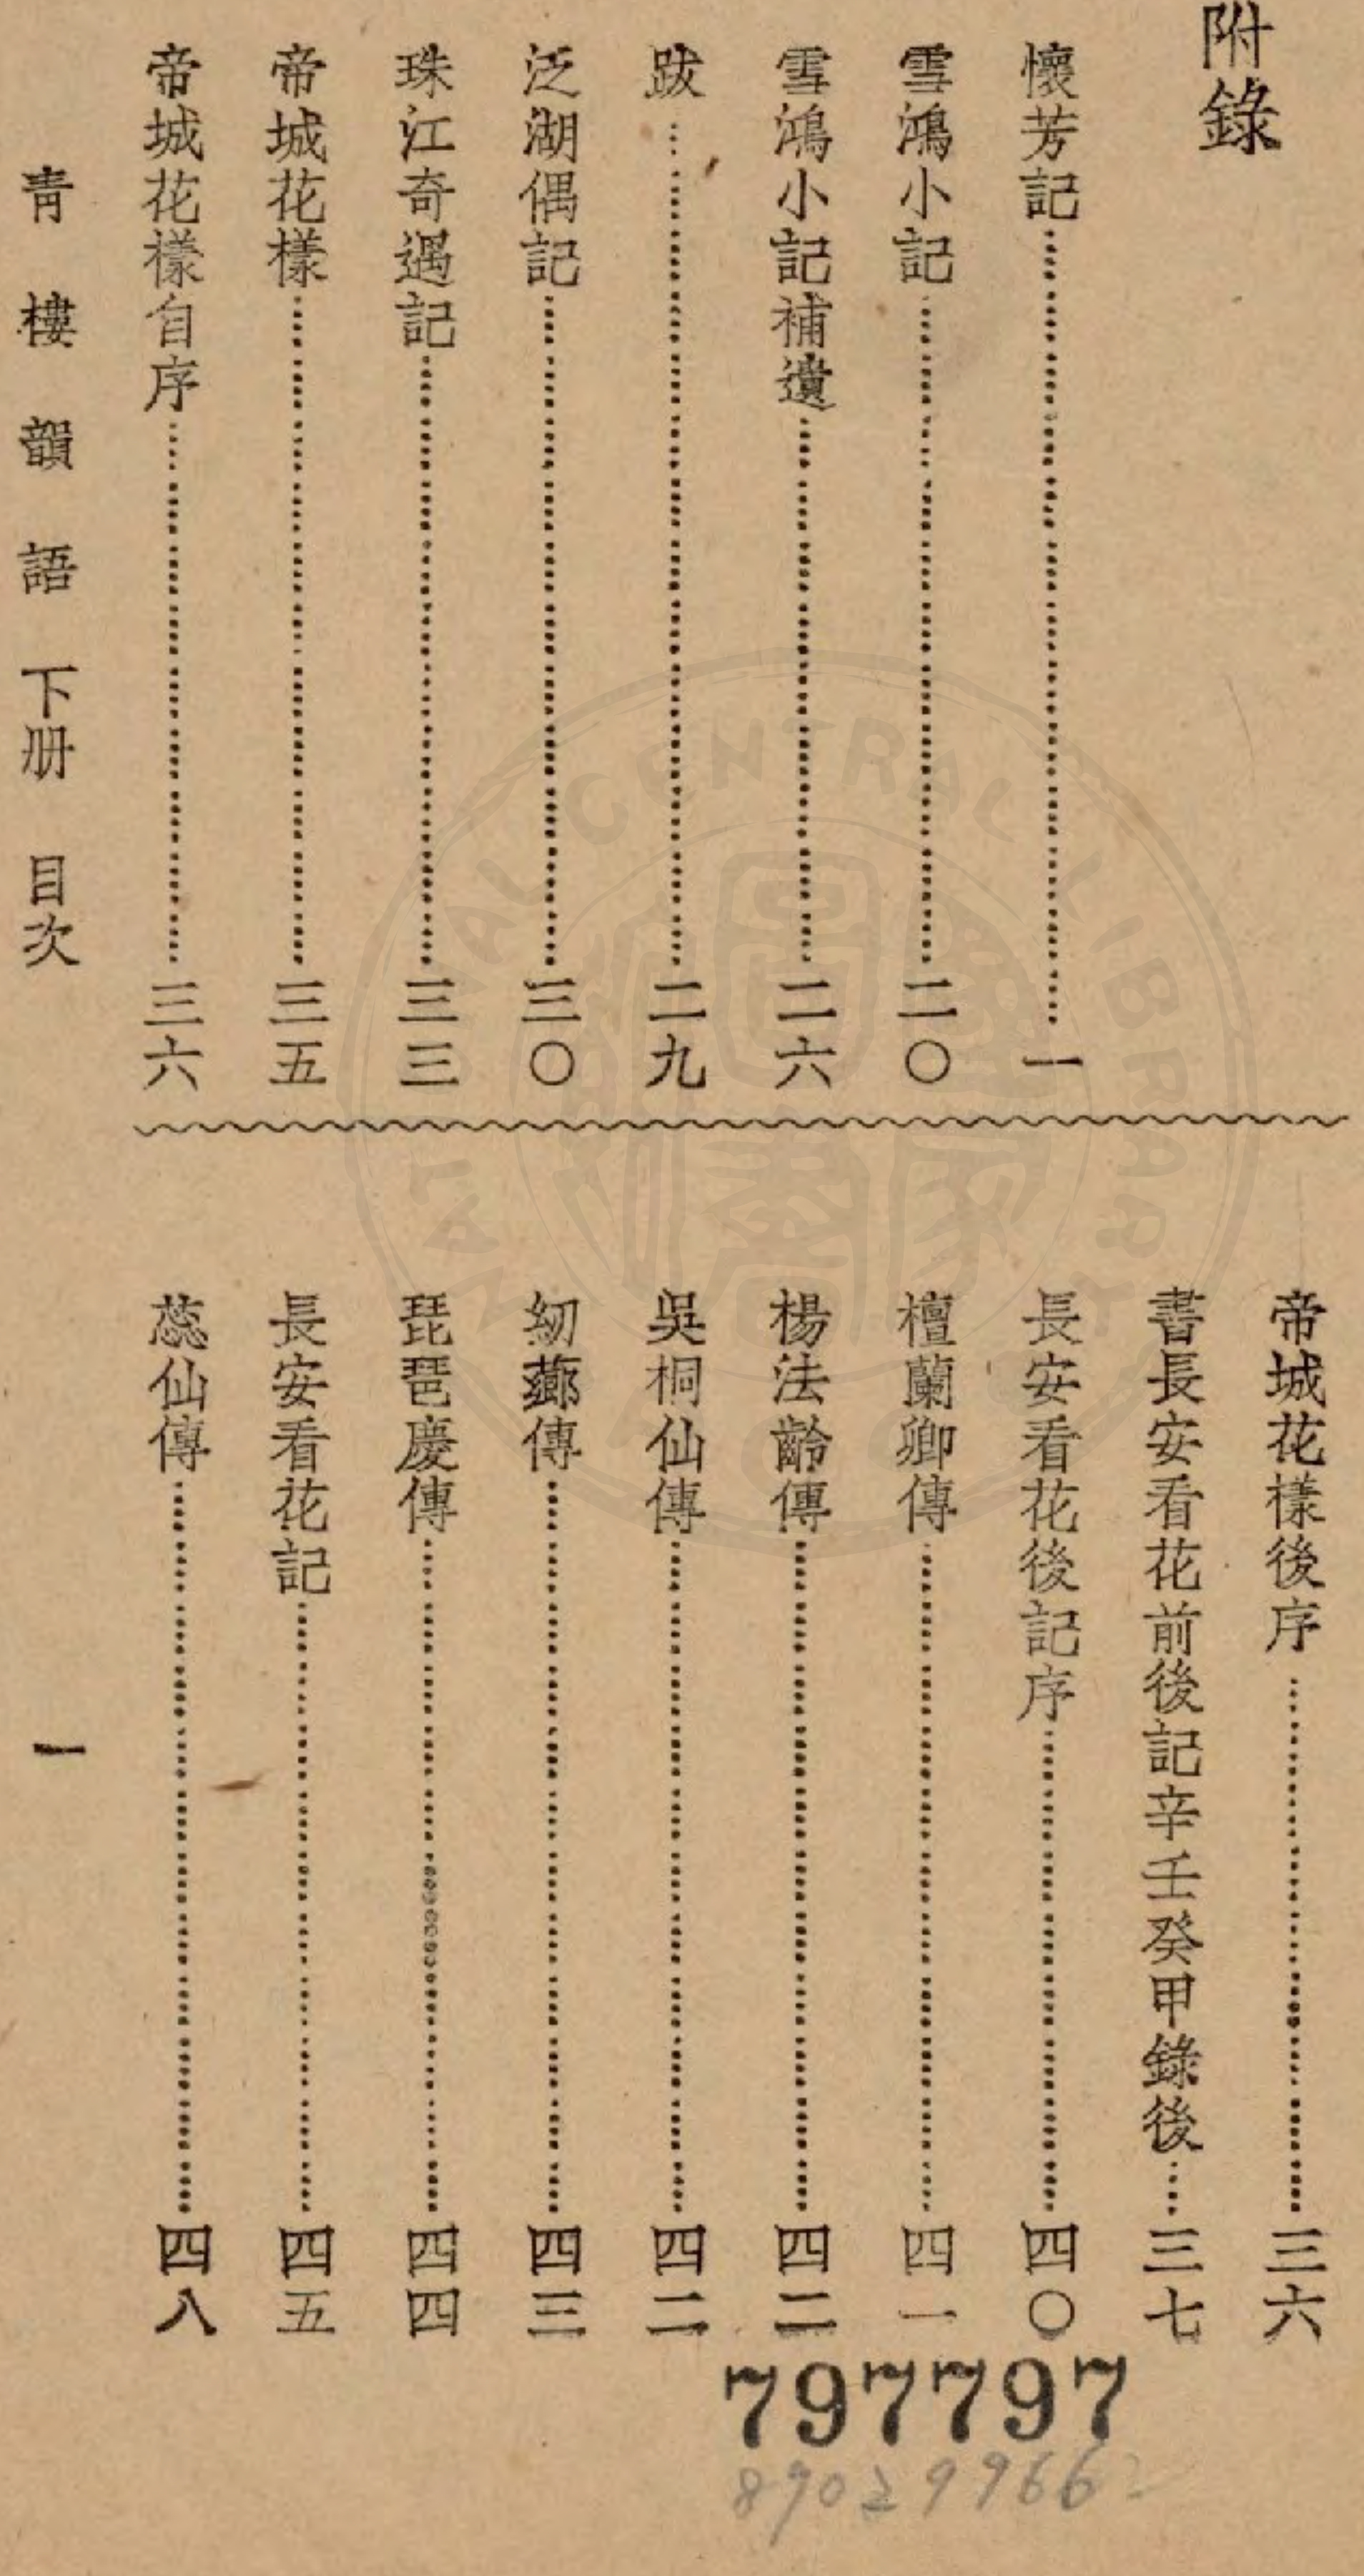 附錄
懷芳記……一
雪鴻小記……二〇
雪鴻小記補遺……二六
跋……二九
泛湖偶記……三〇
珠江奇遇記……三三
帝城花樣……三五
帝城花樣自序……三六
帝城花樣後序……三六
書長安看花前後記辛壬癸甲錄後……三七
長安看花後記序……四〇
檀蘭卿傳……四一
楊法齡傳……四二
吳桐仙傳……四二
紉薌傳……四三
琵琶慶傳……四四
長安看花記……四五
蕊仙傳……四八
青樓韻語下册 目次
一
797797
890299662
NATIONAL CENTRAL LIBRARY